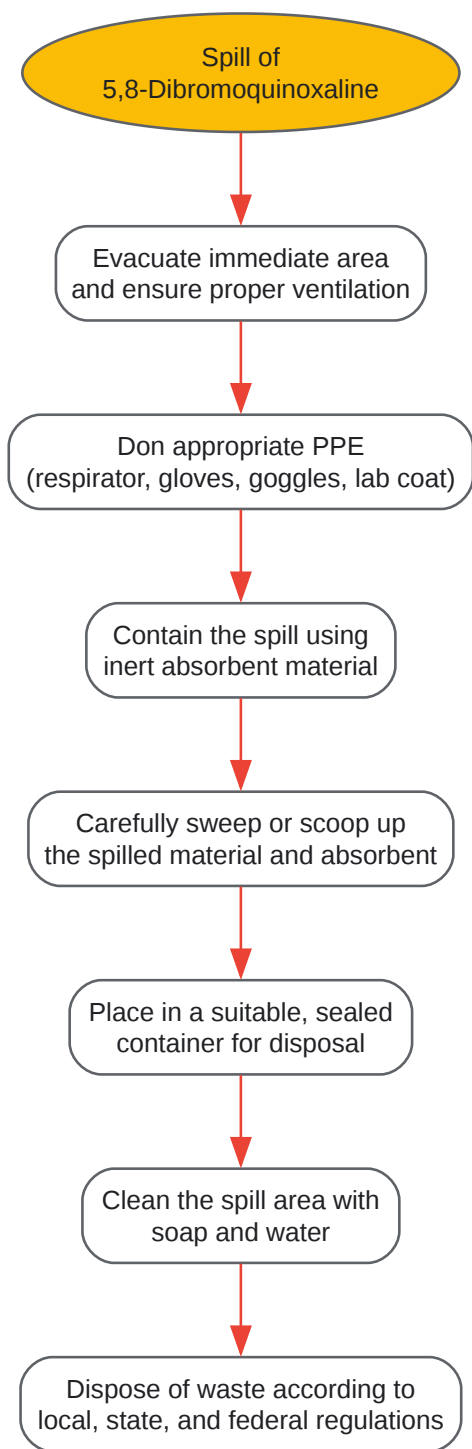 Spill of
5,8-Dibromoquinoxaline
Evacuate immediate area
and ensure proper ventilation
Don appropriate PPE
(respirator, gloves, goggles, lab coat)
Contain the spill using
inert absorbent material
Carefully sweep or scoop up
the spilled material and absorbent
Place in a suitable, sealed
container for disposal
Clean the spill area with
soap and water
Dispose of waste according to
local, state, and federal regulations